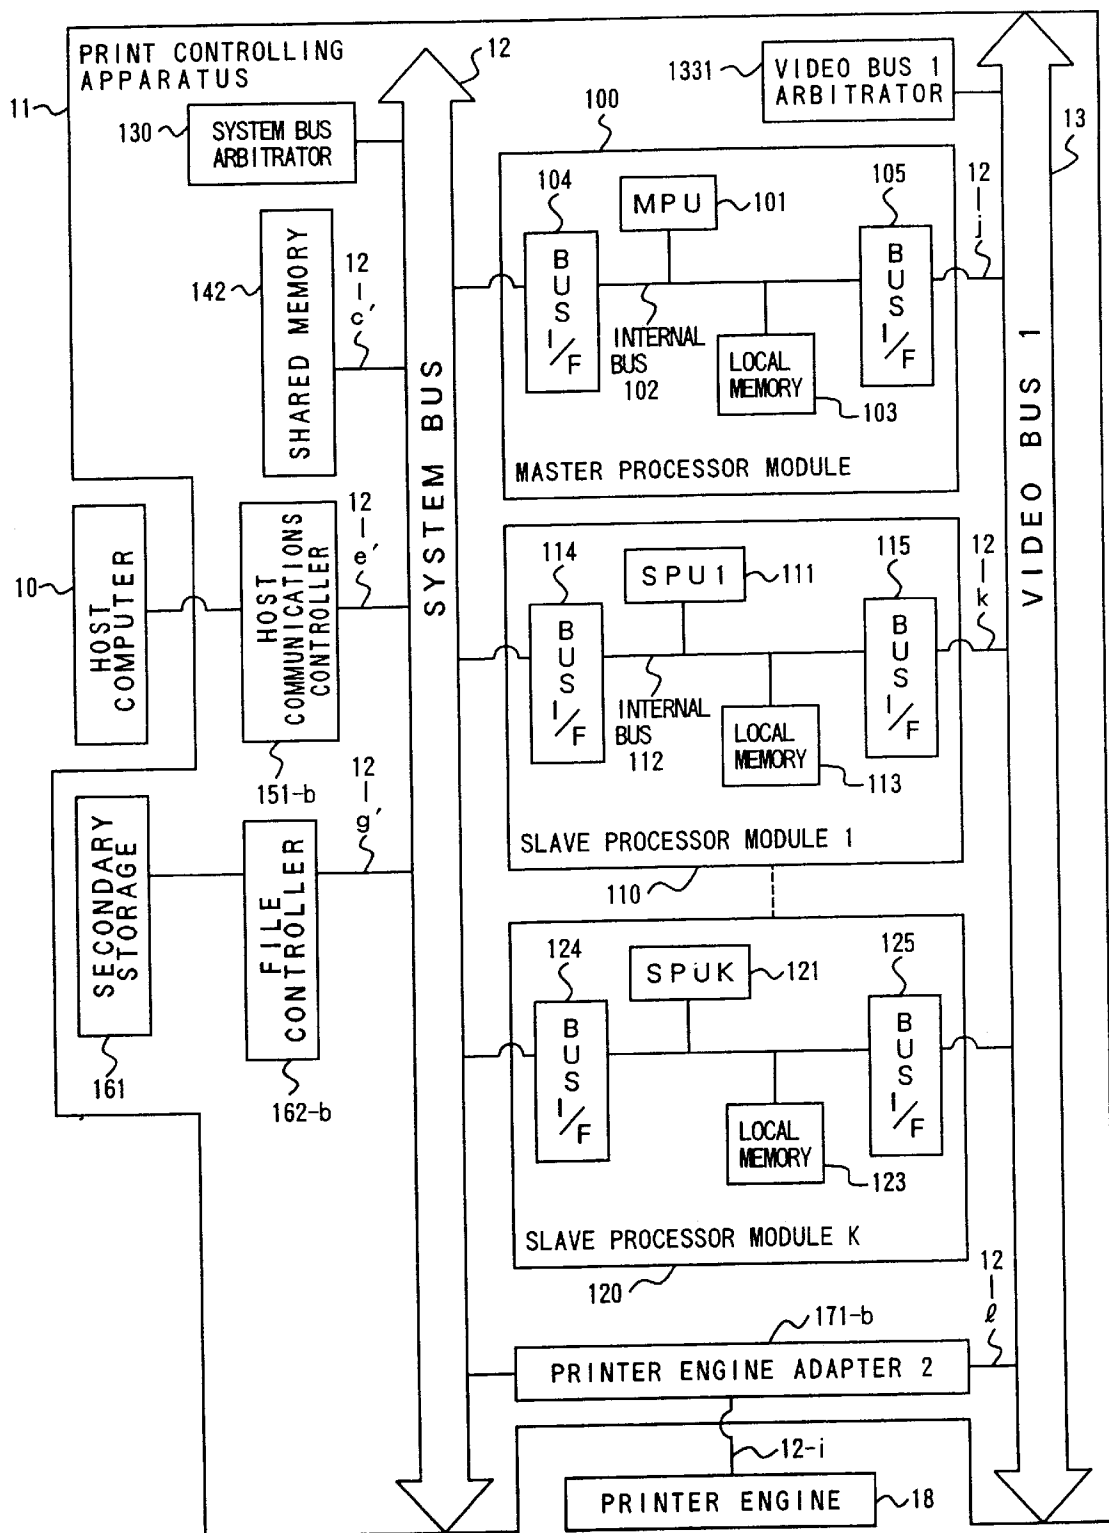 PRINT CONTROLLING
APPARATUS
11
12
130
SYSTEM BUS
ARBITRATOR
142
SHARED MEMORY
12
c'
SYSTEM BUS
10
HOST
COMPUTER
HOST
COMMUNICATIONS
CONTROLLER
151-b
12
e'
SECONDARY
STORAGE
161
FILE
CONTROLLER
162-b
12
g'
1331
VIDEO BUS 1
ARBITRATOR
13
VIDEO BUS 1
100
104
BUS I/F
MPU
101
105
BUS I/F
12
j
INTERNAL
BUS
102
LOCAL
MEMORY
103
MASTER PROCESSOR MODULE
114
BUS I/F
SPU1
111
115
BUS I/F
12
k
INTERNAL
BUS
112
LOCAL
MEMORY
113
SLAVE PROCESSOR MODULE 1
110
124
BUS I/F
SPUK
121
125
BUS I/F
LOCAL
MEMORY
123
SLAVE PROCESSOR MODULE K
120
171-b
12
ℓ
PRINTER ENGINE ADAPTER 2
12-i
PRINTER ENGINE
18